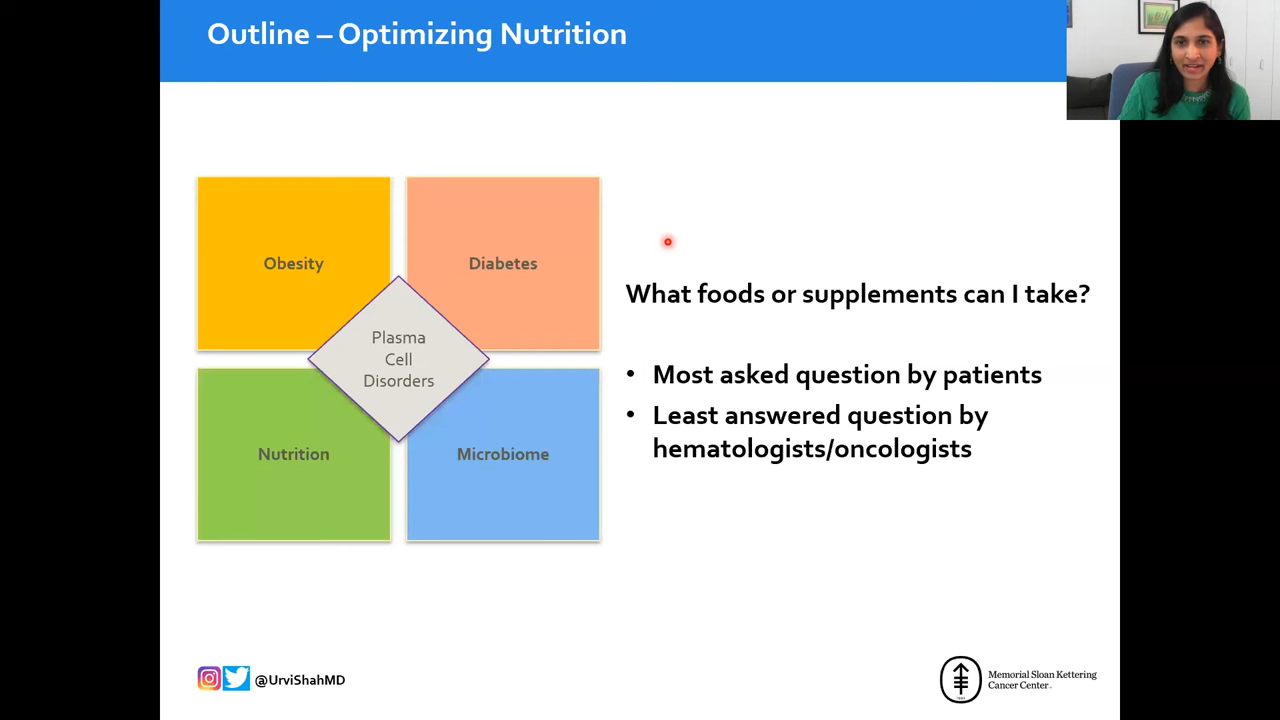 Outline – Optimizing Nutrition
Obesity
Diabetes
Plasma
Cell
Disorders
Nutrition
Microbiome
What foods or supplements can I take?
• Most asked question by patients
• Least answered question by
hematologists/oncologists
@UrviShahMD
Memorial Sloan Kettering
Cancer Center